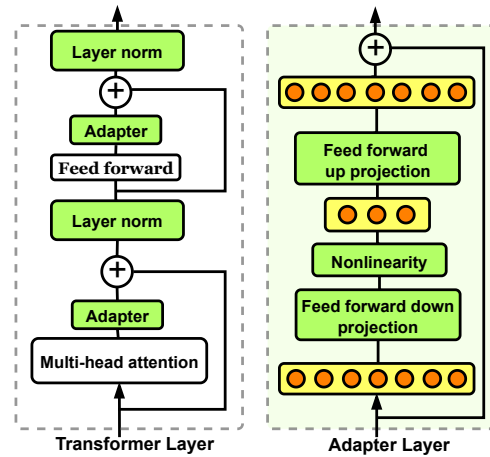 Layer norm
Adapter
Feed forward
Layer norm
Adapter
Multi-head attention
Transformer Layer
Feed forward
up projection
Nonlinearity
Feed forward down
projection
Adapter Layer